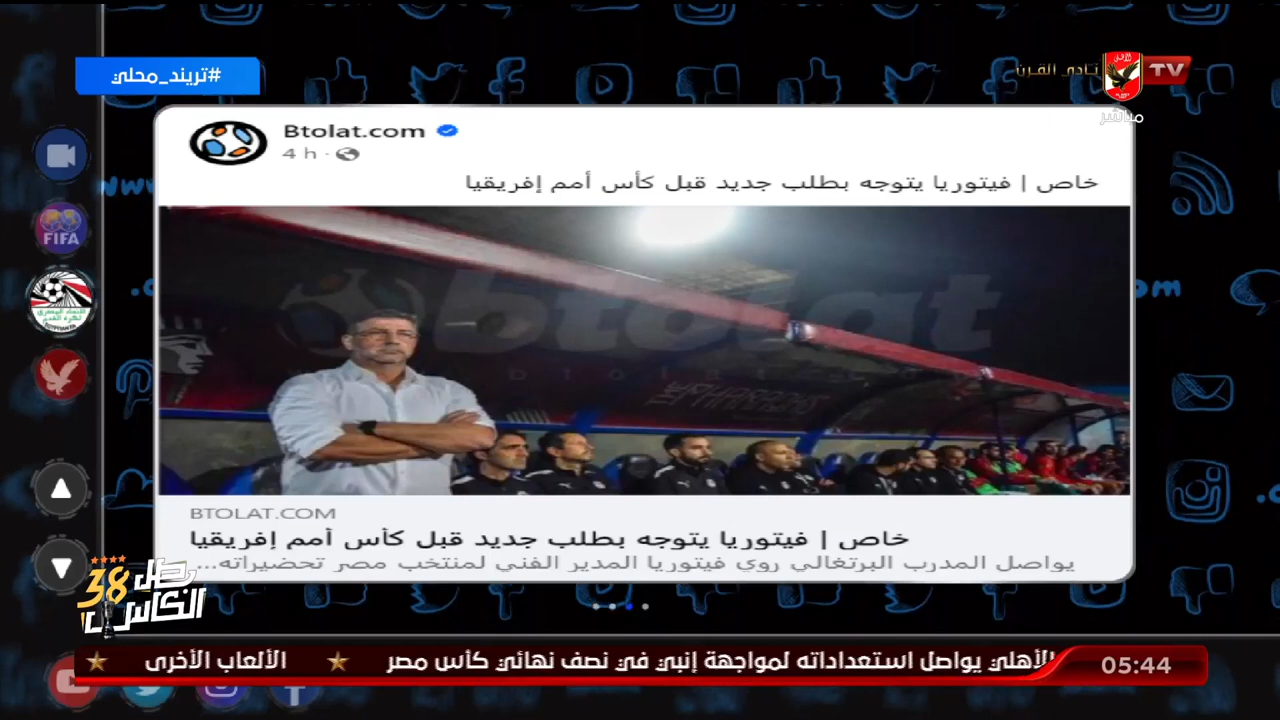 #تريند_محلي
نادي القرن
TV
مباشر
Btolat.com
4 h
خاص | فيتوريا يتوجه بطلب جديد قبل كأس أمم إفريقيا
FIFA
btolat
BTOLAT.COM
خاص | فيتوريا يتوجه بطلب جديد قبل كأس أمم إفريقيا
يواصل المدرب البرتغالي روي فيتوريا المدير الفني لمنتخب مصر تحضيراته...
38
الكاس
الأهلي يواصل استعداداته لمواجهة إنبي في نصف نهائي كأس مصر ★ الألعاب الأخرى ★
05:44